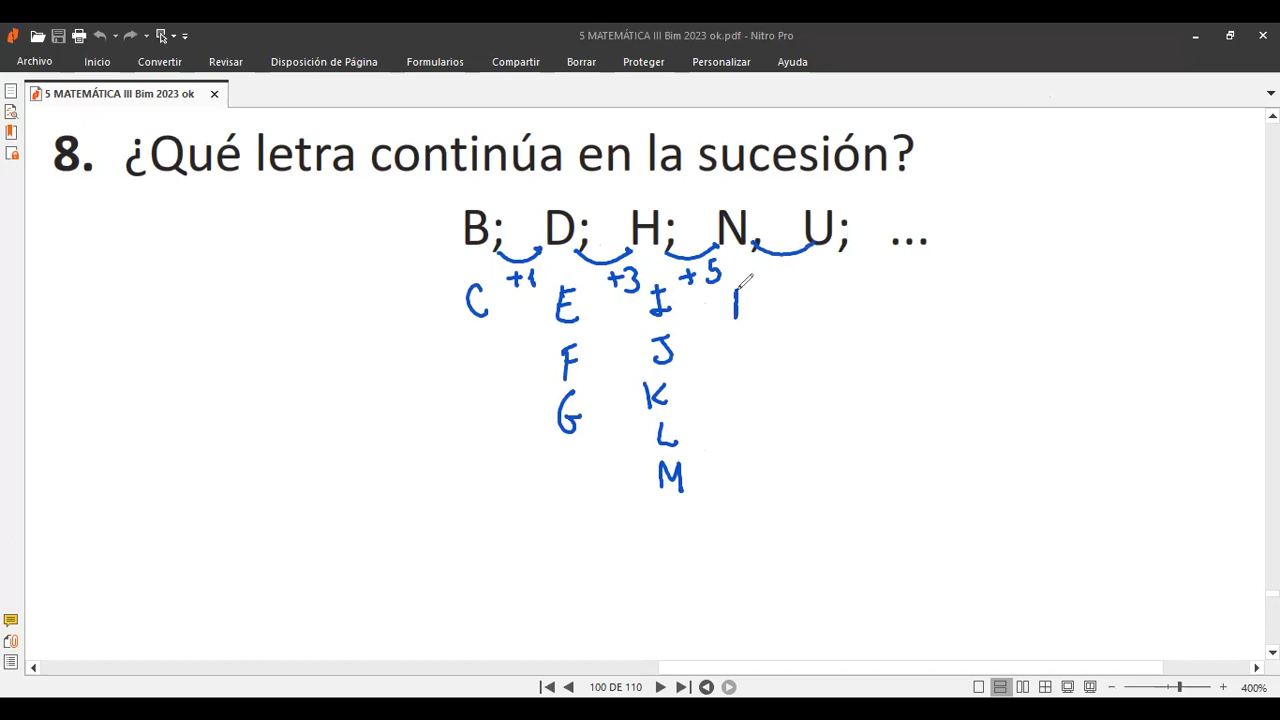 5 MATEMÁTICA III Bim 2023 ok.pdf - Nitro Pro
Archivo Inicio Convertir Revisar Disposición de Página Formularios Compartir Borrar Proteger Personalizar Ayuda
5 MATEMÁTICA III Bim 2023 ok
8. ¿Qué letra continúa en la sucesión?
B; D; H; N, U; ...
+1 +3 +5
C E I
F J
G K
L
M
100 DE 110
400%